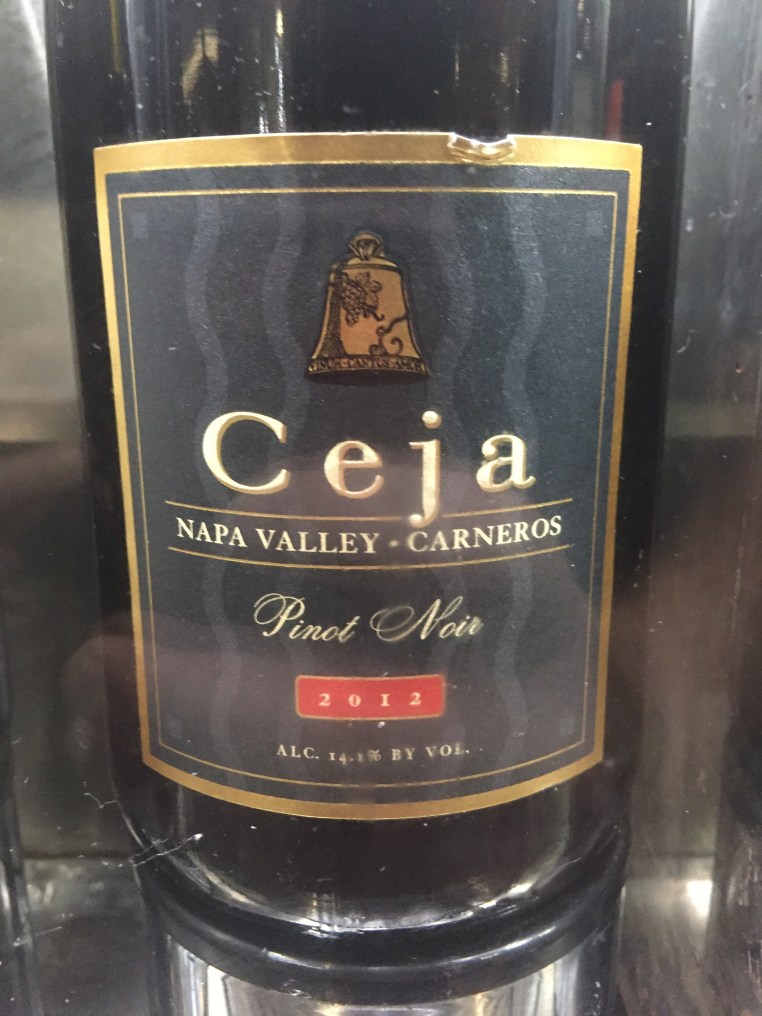 Ceja
NAPA VALLEY · CARNEROS
Pinot Noir
2012
ALC. 14.1% BY VOL.